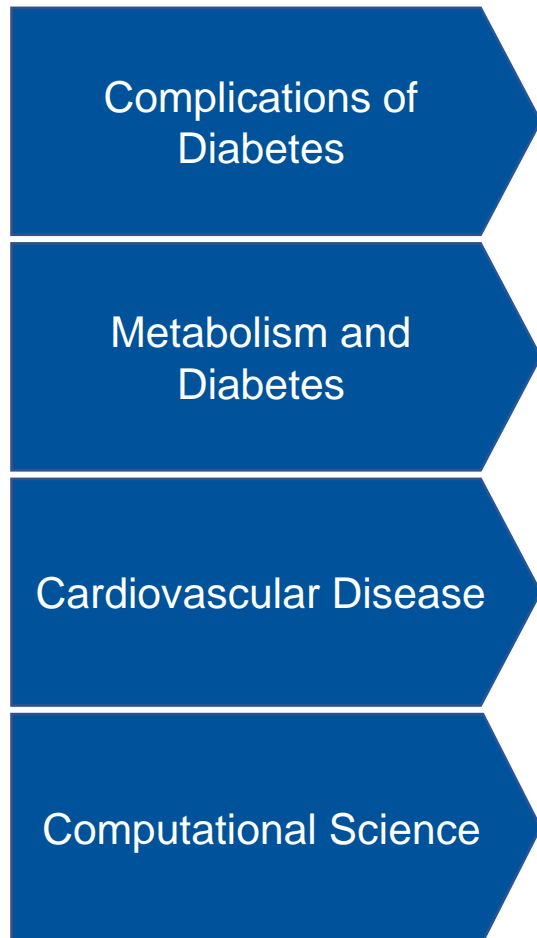 Complications of
Diabetes
Metabolism and
Diabetes
Cardiovascular Disease
Computational Science